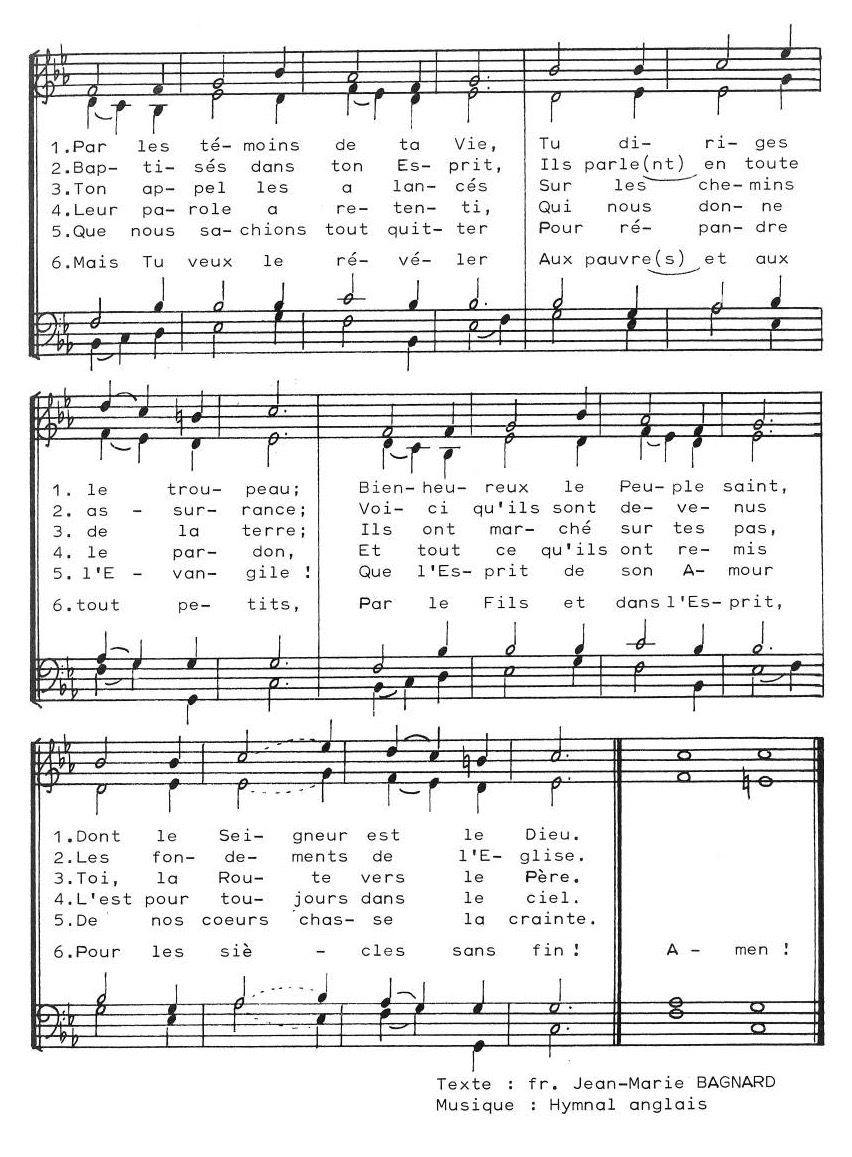 1.Par les té- moins de ta Vie, Tu di- ri- ges
2.Bap- ti- sés dans ton Es- prit, Ils parle(nt) en toute
3.Ton ap- pel les a lan- cés Sur les che- mins
4.Leur pa- role a re- ten- ti, Qui nous don- ne
5.Que nous sa- chions tout quit- ter Pour ré- pan- dre
6.Mais Tu veux le ré- vé- ler Aux pauvre(s) et aux
1. le trou- peau; Bien- heu- reux le Peu- ple saint,
2. as - sur- rance; Voi- ci qu'ils sont de- ve- nus
3. de la terre; Ils ont mar- ché sur tes pas,
4. le par- don, Et tout ce qu'ils ont re- mis
5. l'E - van- gile ! Que l'Es- prit de son A- mour
6.tout pe- tits, Par le Fils et dans l'Es- prit,
1.Dont le Sei- gneur est le Dieu.
2.Les fon- de- ments de l'E- glise.
3.Toi, la Rou- te vers le Père.
4.L'est pour tou- jours dans le ciel.
5.De nos coeurs chas- se la crainte.
6.Pour les siè - cles sans fin ! A - men !
Texte : fr. Jean-Marie BAGNARD
Musique : Hymnal anglais